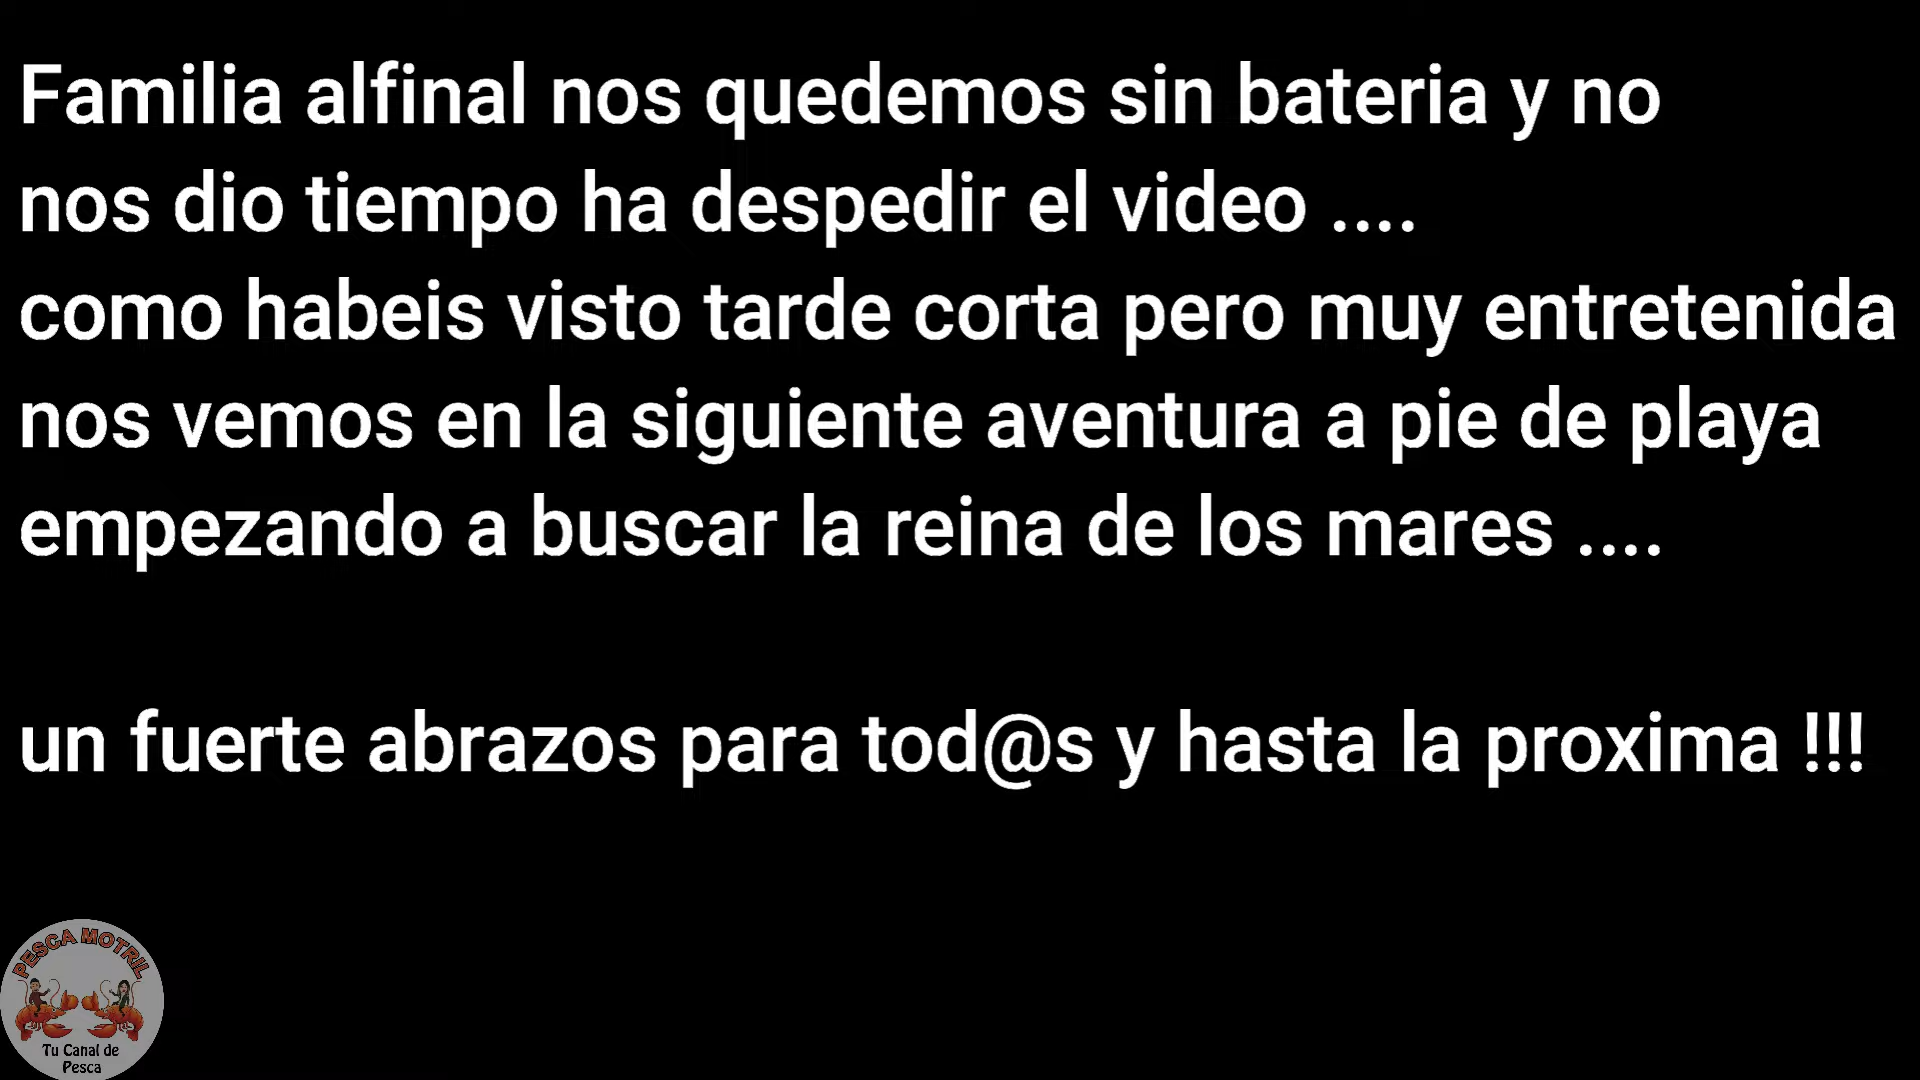 Familia alfinal nos quedemos sin bateria y no
nos dio tiempo ha despedir el video ....
como habeis visto tarde corta pero muy entretenida
nos vemos en la siguiente aventura a pie de playa
empezando a buscar la reina de los mares ....
un fuerte abrazos para tod@s y hasta la proxima !!!
PESCA MOTRIL
Tu Canal de
Pesca